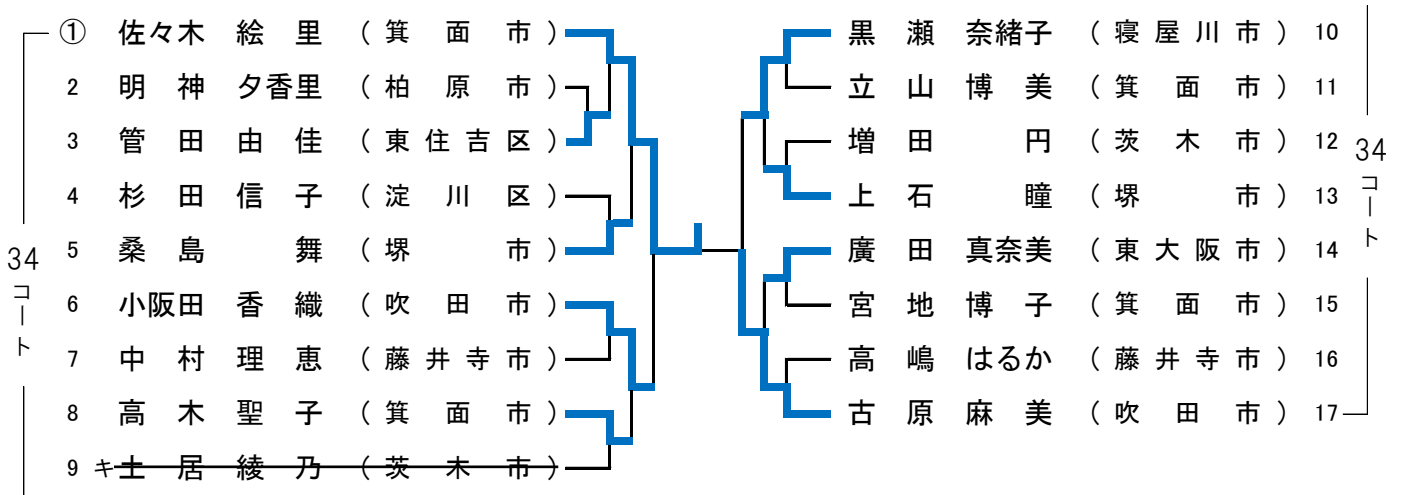 ① 佐々木 絵 里 ( 箕 面 市 )
2 明 神 夕香里 ( 柏 原 市 )
3 管 田 由 佳 ( 東 住 吉 区 )
4 杉 田 信 子 ( 淀 川 区 )
5 桑 島 舞 ( 堺 市 )
6 小阪田 香 織 ( 吹 田 市 )
7 中 村 理 恵 ( 藤 井 寺 市 )
8 高 木 聖 子 ( 箕 面 市 )
9 キ 土 居 綾 乃 ( 茨 木 市 )
34コート
黒 瀬 奈緒子 ( 寝 屋 川 市 ) 10
立 山 博 美 ( 箕 面 市 ) 11
増 田 円 ( 茨 木 市 ) 12
上 石 瞳 ( 堺 市 ) 13
廣 田 真奈美 ( 東 大 阪 市 ) 14
宮 地 博 子 ( 箕 面 市 ) 15
高 嶋 はるか ( 藤 井 寺 市 ) 16
古 原 麻 美 ( 吹 田 市 ) 17
34コート